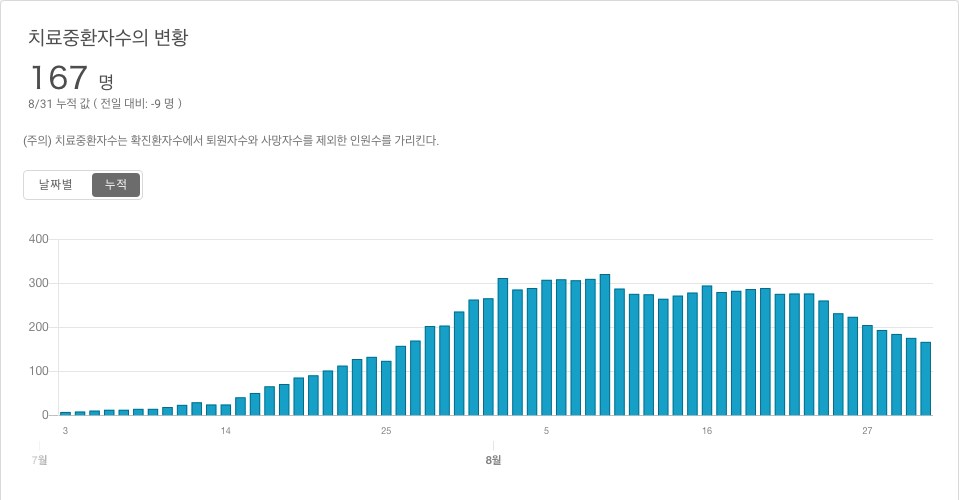 치료중환자수의 변황
167 명
8/31 누적 값 ( 전일 대비: -9 명 )
(주의) 치료중환자수는 확진환자수에서 퇴원자수와 사망자수를 제외한 인원수를 가리킨다.
날짜별 누적
400
300
200
100
0
3 14 25 5 16 27
7월 8월